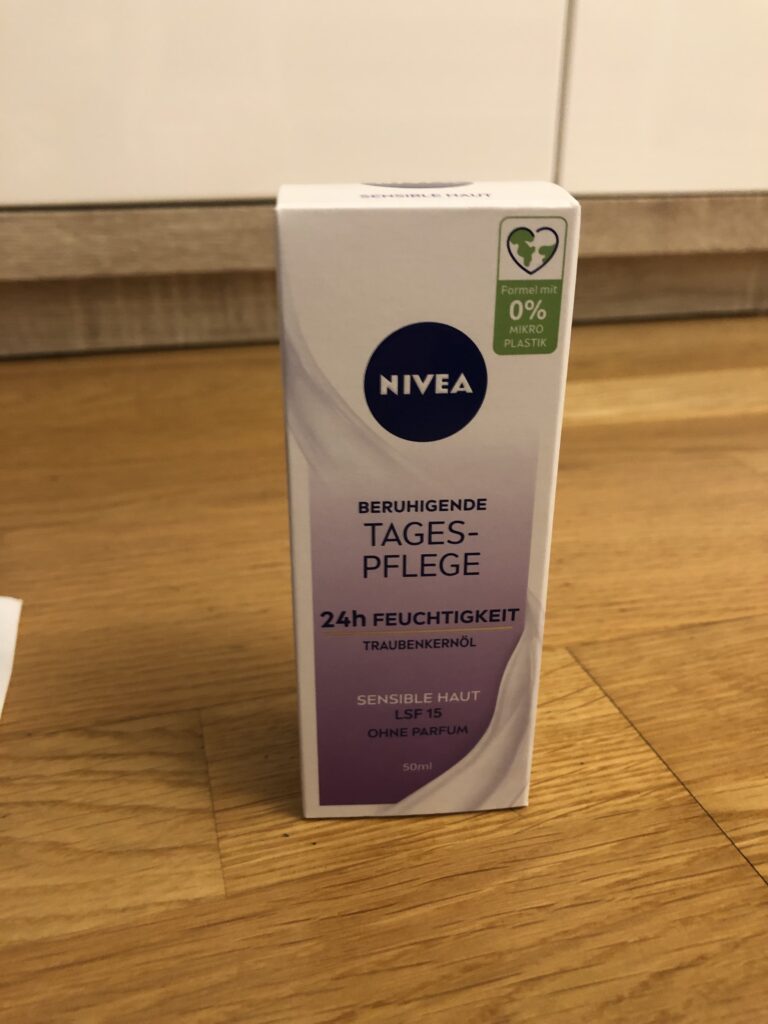 SENSIBLE HAUT
Formel mit
0%
MIKRO
PLASTIK
NIVEA
BERUHIGENDE
TAGES-
PFLEGE
24h FEUCHTIGKEIT
TRAUBENKERNÖL
SENSIBLE HAUT
LSF 15
OHNE PARFUM
50ml